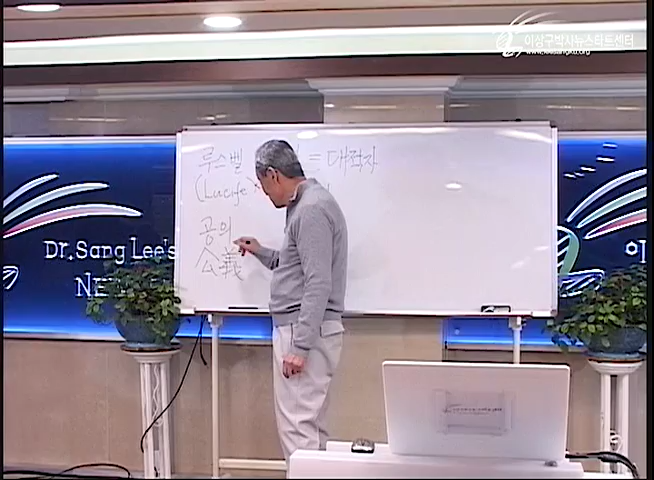 이상구박사뉴스타트센터
루스벨 = 대적자
(Lucife
공의
公義
Dr.Sang Lee's
NE
이